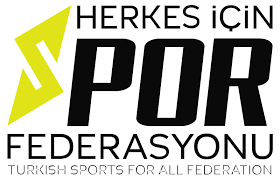 HERKES İÇİN
SPOR
FEDERASYONU
TURKISH SPORTS FOR ALL FEDERATION